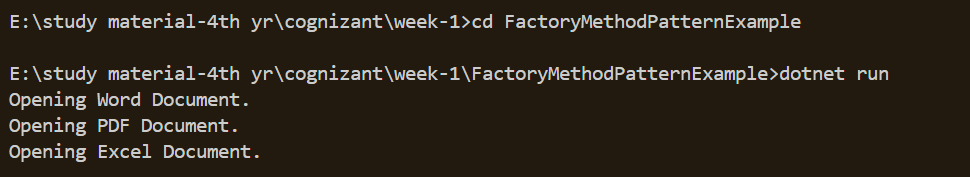 E:\study material-4th yr\cognizant\week-1>cd FactoryMethodPatternExample
E:\study material-4th yr\cognizant\week-1\FactoryMethodPatternExample>dotnet run
Opening Word Document.
Opening PDF Document.
Opening Excel Document.